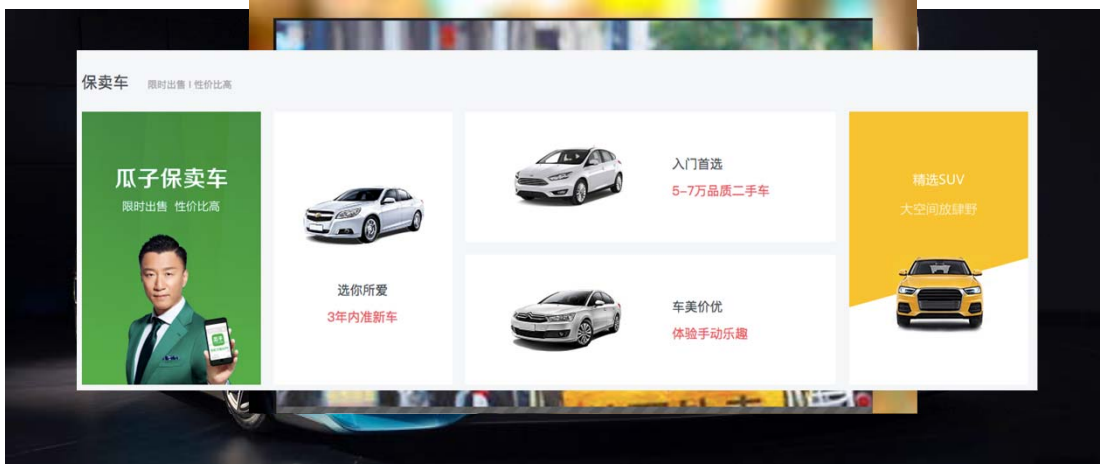 保卖车
限时出售 | 性价比高
瓜子保卖车
限时出售 性价比高
选你所爱
3年内准新车
入门首选
5-7万品质二手车
车美价优
体验手动乐趣
精选SUV
大空间放肆野